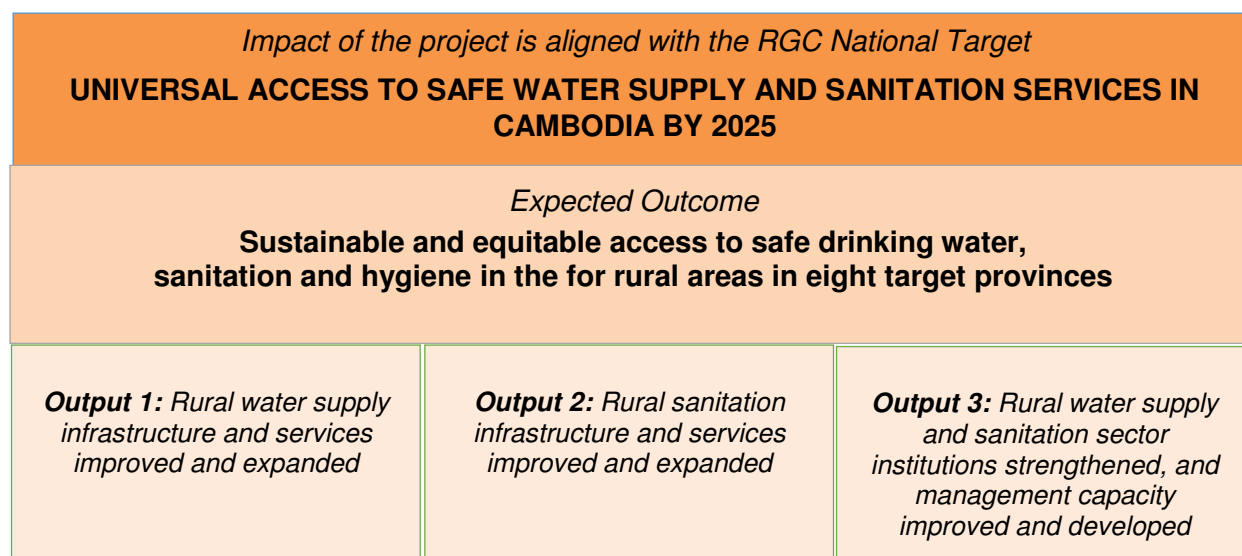 Impact of the project is aligned with the RGC National Target
UNIVERSAL ACCESS TO SAFE WATER SUPPLY AND SANITATION SERVICES IN
CAMBODIA BY 2025
Expected Outcome
Sustainable and equitable access to safe drinking water,
sanitation and hygiene in the for rural areas in eight target provinces
Output 1: Rural water supply
infrastructure and services
improved and expanded
Output 2: Rural sanitation
infrastructure and services
improved and expanded
Output 3: Rural water supply
and sanitation sector
institutions strengthened, and
management capacity
improved and developed